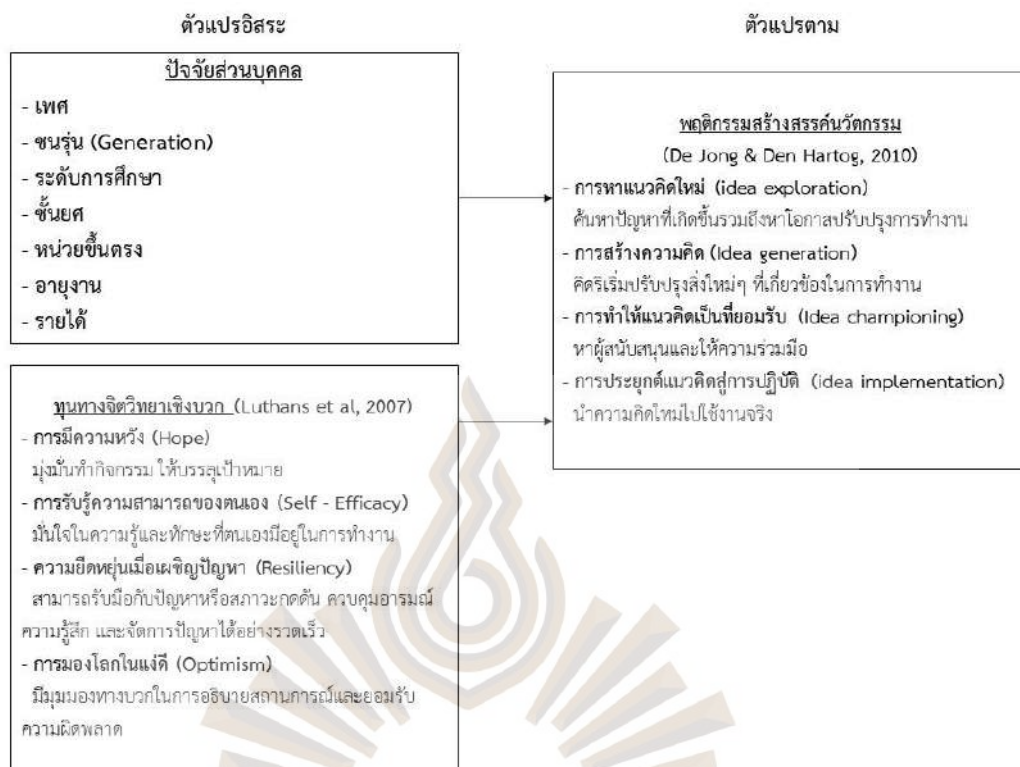 ตัวแปรอิสระ
ปัจจัยส่วนบุคคล
- เพศ
- ชนรุ่น (Generation)
- ระดับการศึกษา
- ชั้นยศ
- หน่วยขึ้นตรง
- อายุงาน
- รายได้
ทุนทางจิตวิทยาเชิงบวก (Luthans et al, 2007)
- การมีความหวัง (Hope)
มุ่งมั่นทำกิจกรรม ให้บรรลุเป้าหมาย
- การรับรู้ความสามารถของตนเอง (Self - Efficacy)
มั่นใจในความรู้และทักษะที่ตนเองมีอยู่ในการทำงาน
- ความยืดหยุ่นเมื่อเผชิญปัญหา (Resiliency)
สามารถรับมือกับปัญหาหรือสภาวะกดดัน ควบคุมอารมณ์
ความรู้สึก และจัดการปัญหาได้อย่างรวดเร็ว
- การมองโลกในแง่ดี (Optimism)
มีมุมมองทางบวกในการอธิบายสถานการณ์และยอมรับ
ความผิดพลาด
ตัวแปรตาม
พฤติกรรมสร้างสรรค์นวัตกรรม
(De Jong & Den Hartog, 2010)
- การหาแนวคิดใหม่ (idea exploration)
ค้นหาปัญหาที่เกิดขึ้นรวมถึงหาโอกาสปรับปรุงการทำงาน
- การสร้างความคิด (Idea generation)
คิดริเริ่มปรับปรุงสิ่งใหม่ๆ ที่เกี่ยวข้องในการทำงาน
- การทำให้แนวคิดเป็นที่ยอมรับ (Idea championing)
หาผู้สนับสนุนและให้ความร่วมมือ
- การประยุกต์แนวคิดสู่การปฏิบัติ (idea implementation)
นำความคิดใหม่ไปใช้งานจริง